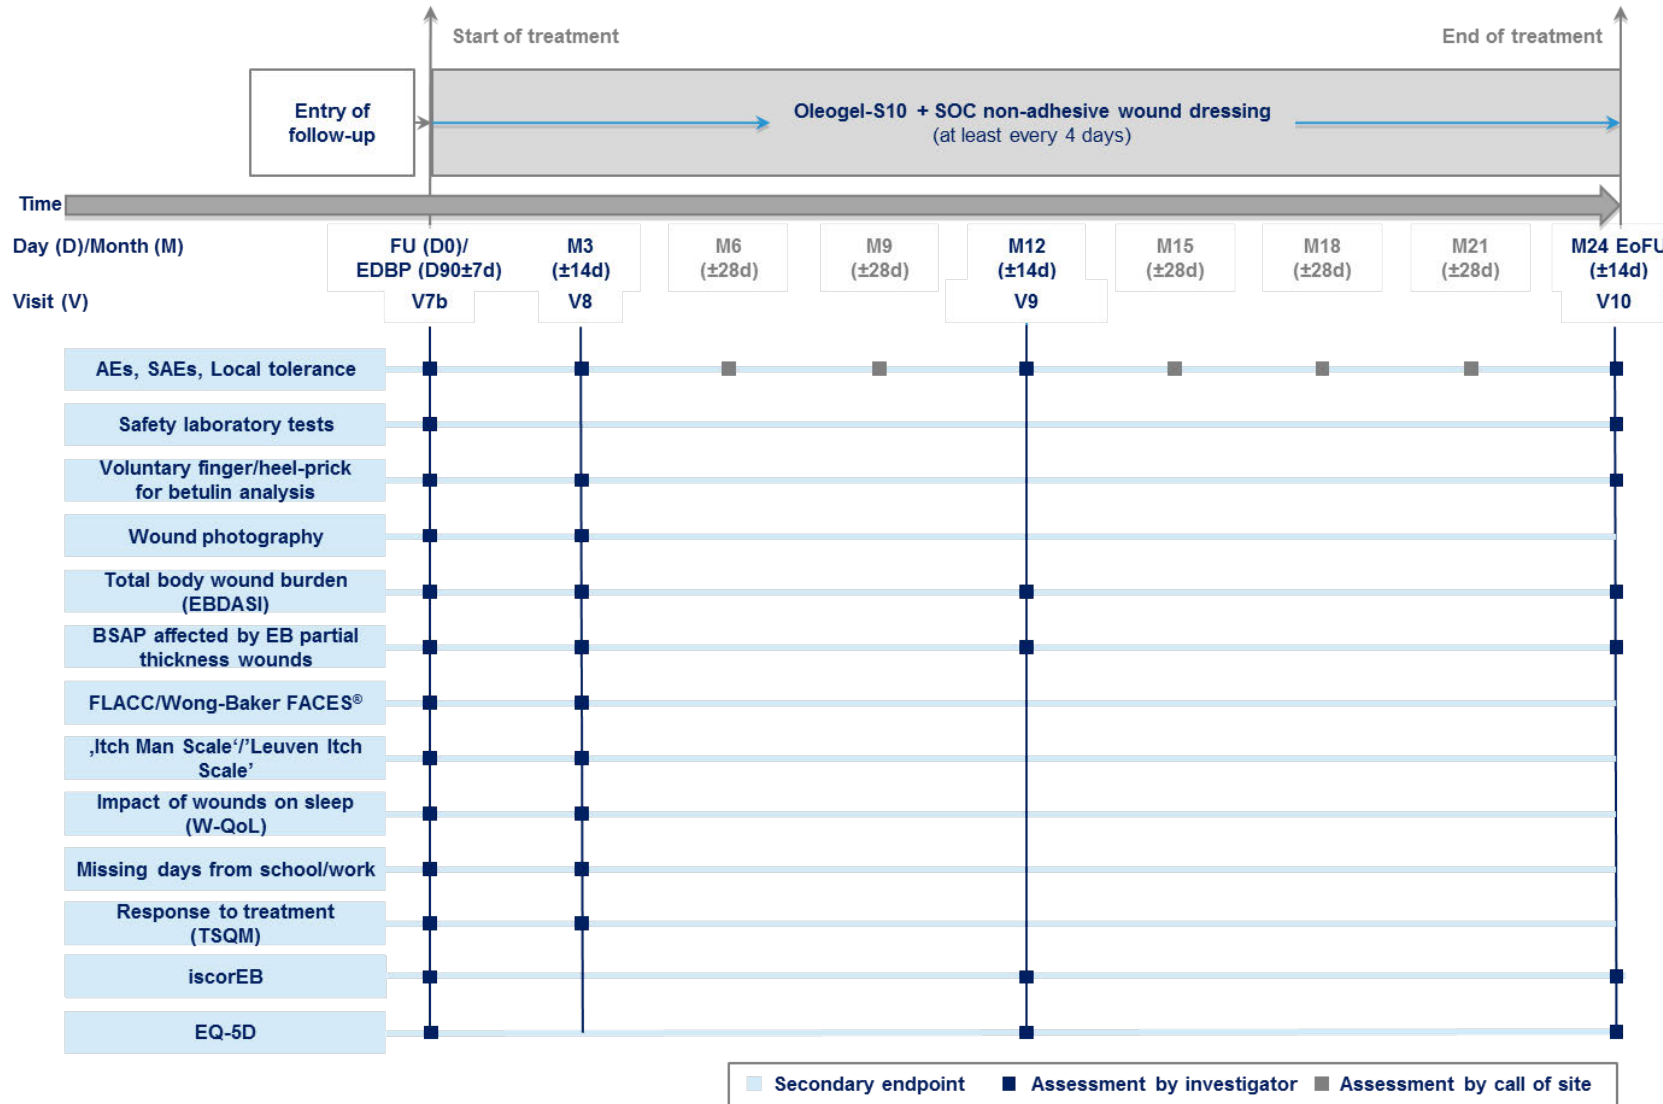 Start of treatment
End of treatment
Entry of
follow-up
Oleogel-S10 + SOC non-adhesive wound dressing
(at least every 4 days)
Time
Day (D)/Month (M)
FU (D0)/
EDBP (D90±7d)
M3
(±14d)
M6
(±28d)
M9
(±28d)
M12
(±14d)
M15
(±28d)
M18
(±28d)
M21
(±28d)
M24 EoFU
(±14d)
Visit (V)
V7b
V8
V9
V10
AEs, SAEs, Local tolerance
Safety laboratory tests
Voluntary finger/heel-prick
for betulin analysis
Wound photography
Total body wound burden
(EBDASI)
BSAP affected by EB partial
thickness wounds
FLACC/Wong-Baker FACES®
‚Itch Man Scale‘/’Leuven Itch
Scale’
Impact of wounds on sleep
(W-QoL)
Missing days from school/work
Response to treatment
(TSQM)
iscorEB
EQ-5D
Secondary endpoint
Assessment by investigator
Assessment by call of site